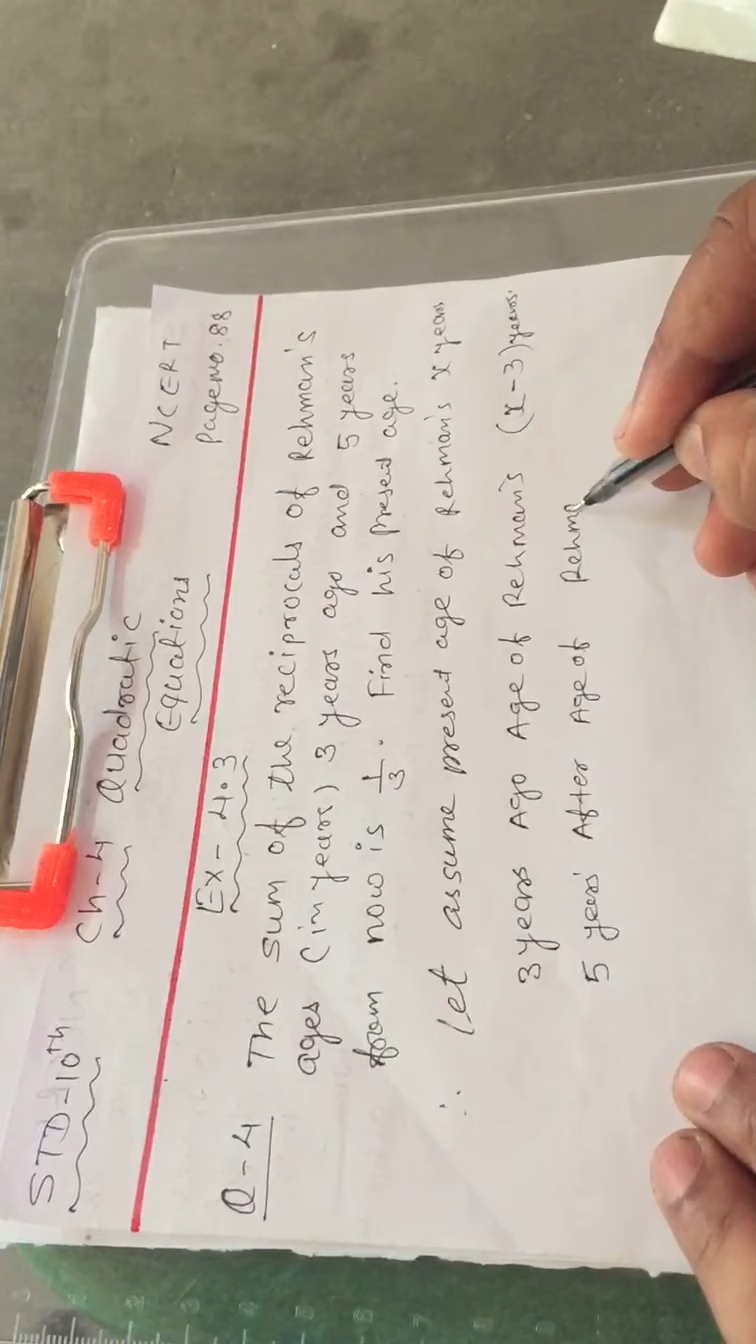 STD-10th Ch-4 Quadratic NCERT
Equations Page no. 88
Ex-4.3
Q-4 The sum of the reciprocals of Rehman's
ages (in years) 3 years ago and 5 years
from now is 1/3. Find his present age.
∴ Let assume present age of Rehman's x years
3 years Ago Age of Rehman's (x-3) years.
5 years After Age of Rehma